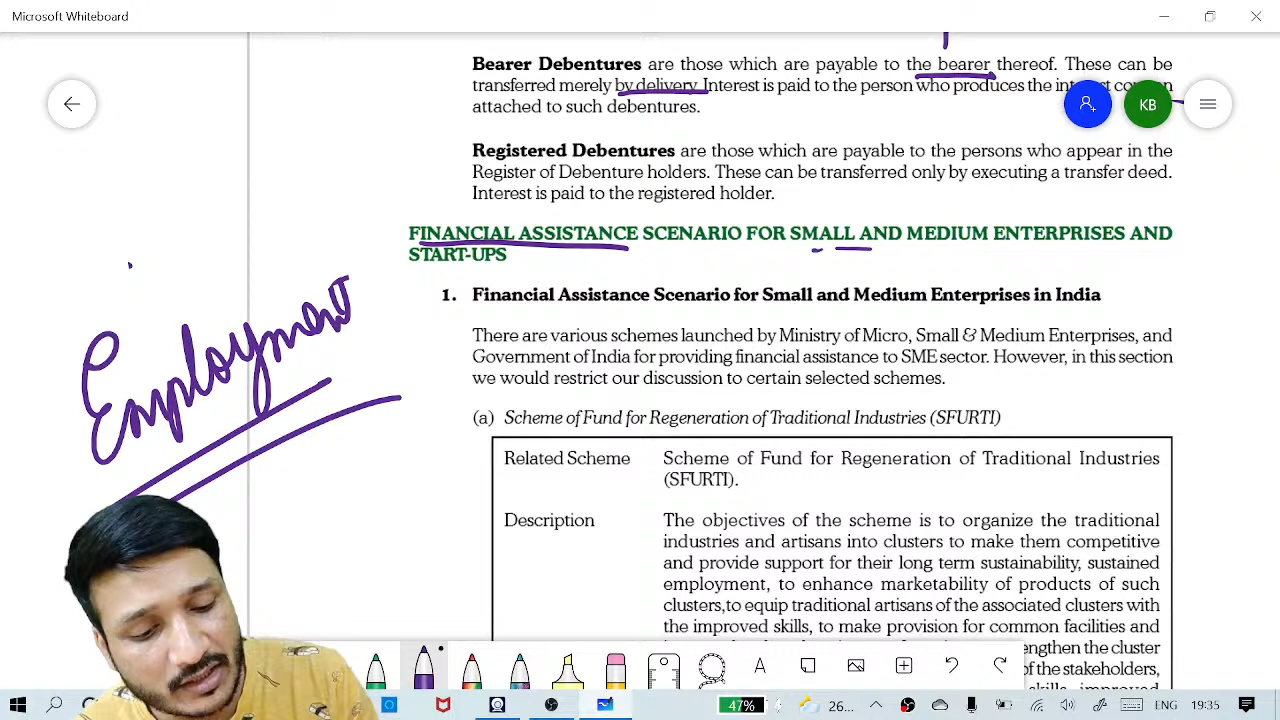 Microsoft Whiteboard
Bearer Debentures are those which are payable to the bearer thereof. These can be
transferred merely by delivery. Interest is paid to the person who produces the interest coupon
attached to such debentures.
KB
Registered Debentures are those which are payable to the persons who appear in the
Register of Debenture holders. These can be transferred only by executing a transfer deed.
Interest is paid to the registered holder.
FINANCIAL ASSISTANCE SCENARIO FOR SMALL AND MEDIUM ENTERPRISES AND
START-UPS
1. Financial Assistance Scenario for Small and Medium Enterprises in India
Employment
There are various schemes launched by Ministry of Micro, Small & Medium Enterprises, and
Government of India for providing financial assistance to SME sector. However, in this section
we would restrict our discussion to certain selected schemes.
(a) Scheme of Fund for Regeneration of Traditional Industries (SFURTI)
Related Scheme Scheme of Fund for Regeneration of Traditional Industries
(SFURTI).
Description The objectives of the scheme is to organize the traditional
industries and artisans into clusters to make them competitive
and provide support for their long term sustainability, sustained
employment, to enhance marketability of products of such
clusters,to equip traditional artisans of the associated clusters with
the improved skills, to make provision for common facilities and
engthen the cluster
of the stakeholders,
47% 26... ENG 19:35